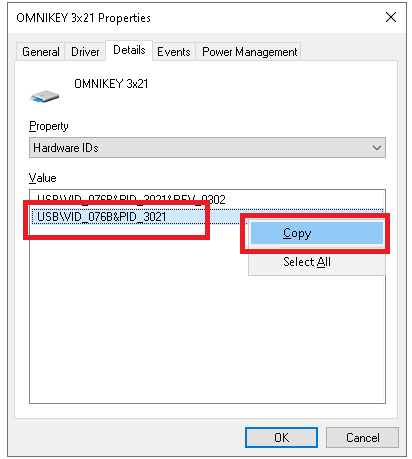 OMNIKEY 3x21 Properties
General Driver Details Events Power Management
OMNIKEY 3x21
Property
Hardware IDs
Value
USB\VID_076B&PID_3021&REV_0302
USB\VID_076B&PID_3021
Copy
Select All
OK Cancel